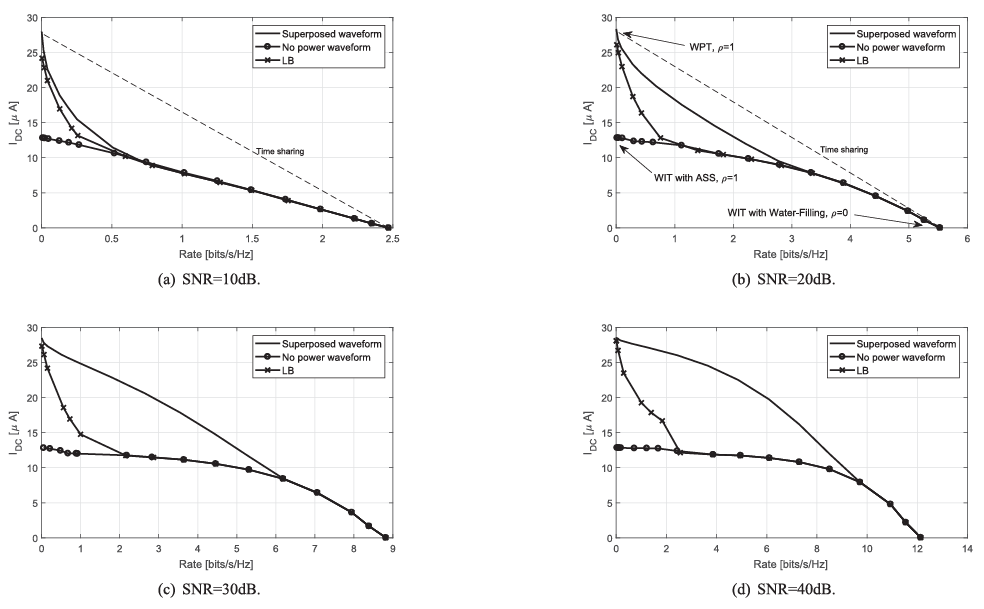 30
25
20
15
10
5
0
I_DC [μ A]
Superposed waveform
No power waveform
LB
Time sharing
0 0.5 1 1.5 2 2.5
Rate [bits/s/Hz]
(a) SNR=10dB.
30
25
20
15
10
5
0
I_DC [μ A]
Superposed waveform
No power waveform
LB
WPT, ρ=1
Time sharing
WIT with ASS, ρ=1
WIT with Water-Filling, ρ=0
0 1 2 3 4 5 6
Rate [bits/s/Hz]
(b) SNR=20dB.
30
25
20
15
10
5
0
I_DC [μ A]
Superposed waveform
No power waveform
LB
0 1 2 3 4 5 6 7 8 9
Rate [bits/s/Hz]
(c) SNR=30dB.
30
25
20
15
10
5
0
I_DC [μ A]
Superposed waveform
No power waveform
LB
0 2 4 6 8 10 12 14
Rate [bits/s/Hz]
(d) SNR=40dB.